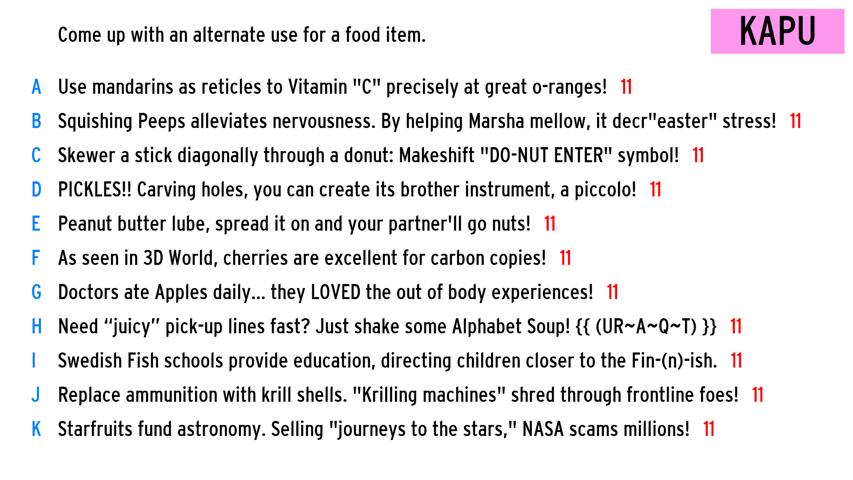 Come up with an alternate use for a food item.
KAPU
A Use mandarins as reticles to Vitamin "C" precisely at great o-ranges! 11
B Squishing Peeps alleviates nervousness. By helping Marsha mellow, it decr"easter" stress! 11
C Skewer a stick diagonally through a donut: Makeshift "DO-NUT ENTER" symbol! 11
D PICKLES!! Carving holes, you can create its brother instrument, a piccolo! 11
E Peanut butter lube, spread it on and your partner'll go nuts! 11
F As seen in 3D World, cherries are excellent for carbon copies! 11
G Doctors ate Apples daily... they LOVED the out of body experiences! 11
H Need “juicy” pick-up lines fast? Just shake some Alphabet Soup! {{ (UR~A~Q~T) }} 11
I Swedish Fish schools provide education, directing children closer to the Fin-(n)-ish. 11
J Replace ammunition with krill shells. "Krilling machines" shred through frontline foes! 11
K Starfruits fund astronomy. Selling "journeys to the stars," NASA scams millions! 11